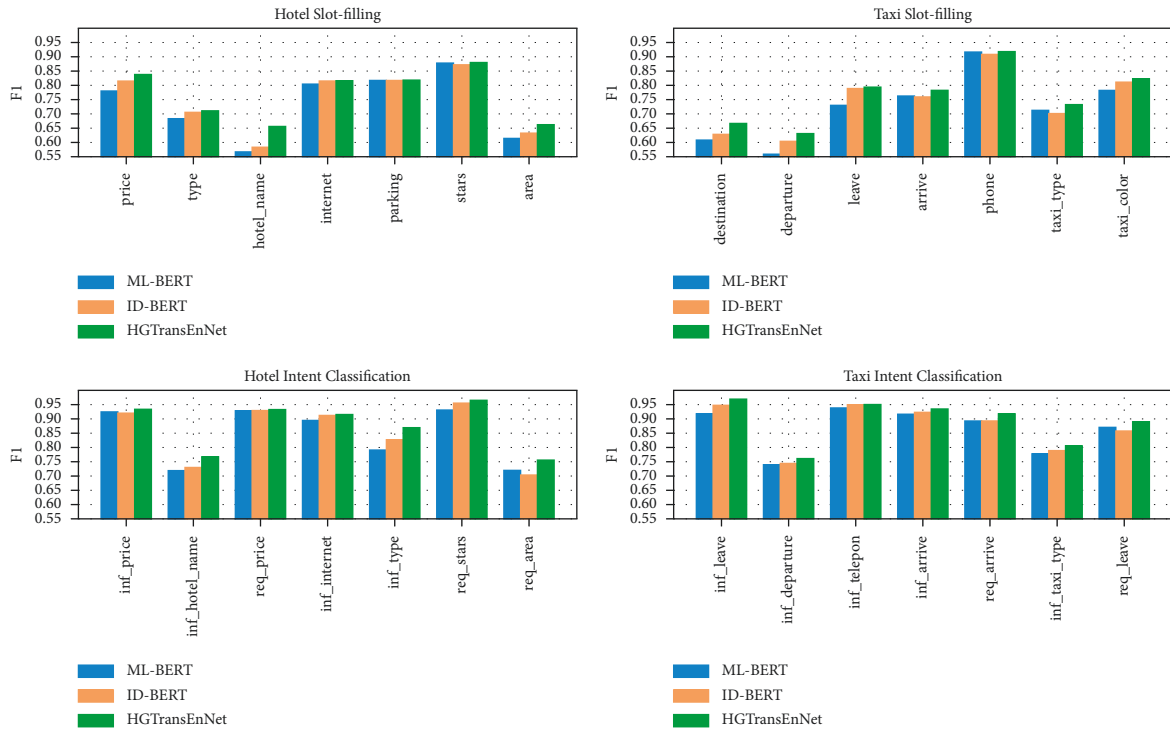 Hotel Slot-filling
0.95
0.90
0.85
0.80
0.75
0.70
0.65
0.60
0.55
F1
price
type
hotel_name
internet
parking
stars
area
ML-BERT
ID-BERT
HGTransEnNet
Taxi Slot-filling
0.95
0.90
0.85
0.80
0.75
0.70
0.65
0.60
0.55
F1
destination
departure
leave
arrive
phone
taxi_type
taxi_color
ML-BERT
ID-BERT
HGTransEnNet
Hotel Intent Classification
0.95
0.90
0.85
0.80
0.75
0.70
0.65
0.60
0.55
F1
inf_price
inf_hotel_name
req_price
inf_internet
inf_type
req_stars
req_area
ML-BERT
ID-BERT
HGTransEnNet
Taxi Intent Classification
0.95
0.90
0.85
0.80
0.75
0.70
0.65
0.60
0.55
F1
inf_leave
inf_departure
inf_telepon
inf_arrive
req_arrive
inf_taxi_type
req_leave
ML-BERT
ID-BERT
HGTransEnNet